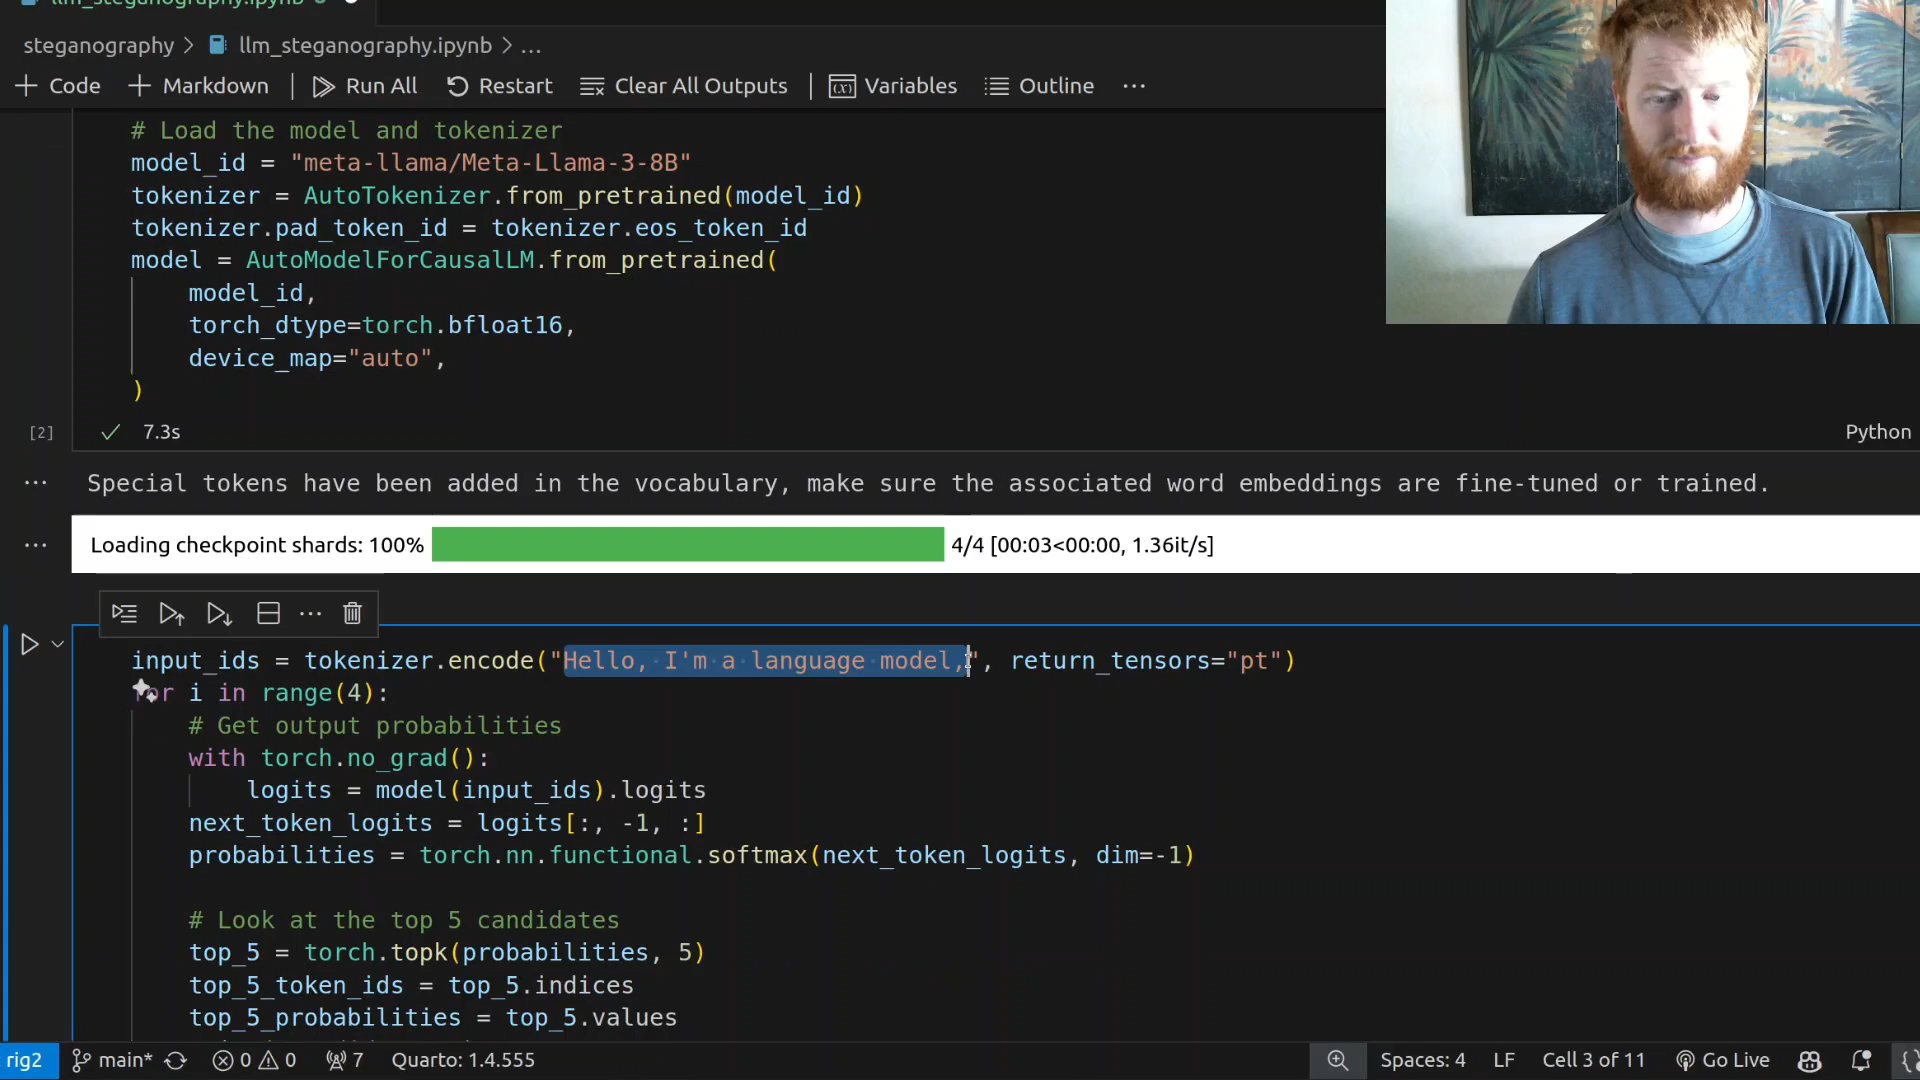 llm_steganography.ipynb
steganography > llm_steganography.ipynb > ...
+ Code + Markdown | Run All Restart Clear All Outputs | Variables Outline ...
# Load the model and tokenizer
model_id = "meta-llama/Meta-Llama-3-8B"
tokenizer = AutoTokenizer.from_pretrained(model_id)
tokenizer.pad_token_id = tokenizer.eos_token_id
model = AutoModelForCausalLM.from_pretrained(
model_id,
torch_dtype=torch.bfloat16,
device_map="auto",
)
[2] 7.3s Python
Special tokens have been added in the vocabulary, make sure the associated word embeddings are fine-tuned or trained.
Loading checkpoint shards: 100% 4/4 [00:03<00:00, 1.36it/s]
input_ids = tokenizer.encode("Hello, I'm a language model,", return_tensors="pt")
for i in range(4):
# Get output probabilities
with torch.no_grad():
logits = model(input_ids).logits
next_token_logits = logits[:, -1, :]
probabilities = torch.nn.functional.softmax(next_token_logits, dim=-1)
# Look at the top 5 candidates
top_5 = torch.topk(probabilities, 5)
top_5_token_ids = top_5.indices
top_5_probabilities = top_5.values
rig2 main* 0 0 7 Quarto: 1.4.555 Spaces: 4 LF Cell 3 of 11 Go Live